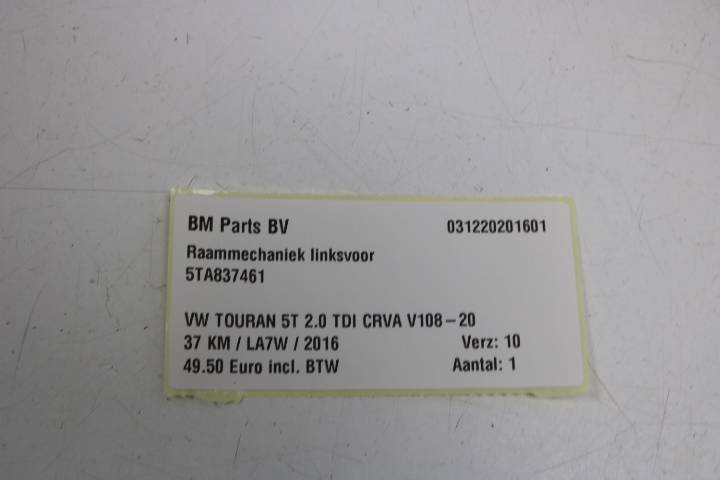 BM Parts BV 031220201601
Raammechaniek linksvoor
5TA837461
VW TOURAN 5T 2.0 TDI CRVA V108-20
37 KM / LA7W / 2016 Verz: 10
49.50 Euro incl. BTW Aantal: 1